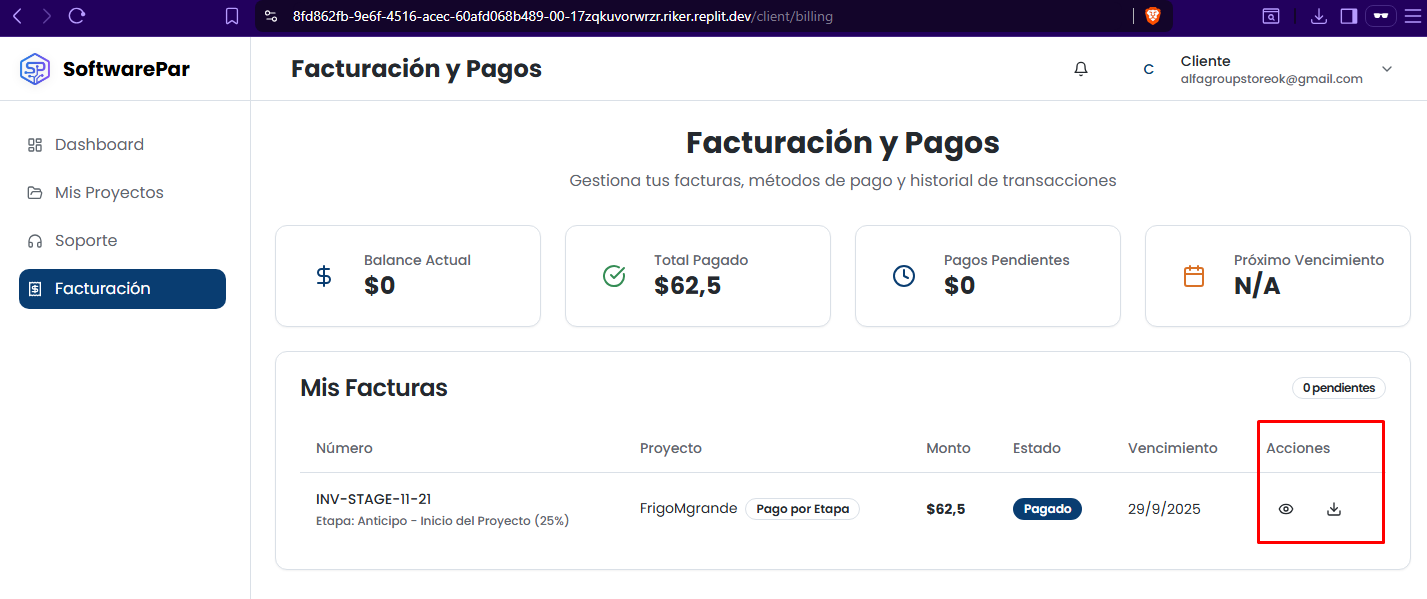 8fd862fb-9e6f-4516-acec-60afd068b489-00-17zqkuvorwrzr.riker.replit.dev/client/billing
SoftwarePar
Facturación y Pagos
C
Cliente
alfagroupstoreok@gmail.com
Dashboard
Mis Proyectos
Soporte
Facturación
Facturación y Pagos
Gestiona tus facturas, métodos de pago y historial de transacciones
Balance Actual
$0
Total Pagado
$62,5
Pagos Pendientes
$0
Próximo Vencimiento
N/A
Mis Facturas
0 pendientes
Número Proyecto Monto Estado Vencimiento Acciones
INV-STAGE-11-21
Etapa: Anticipo - Inicio del Proyecto (25%)
FrigoMgrande Pago por Etapa $62,5 Pagado 29/9/2025